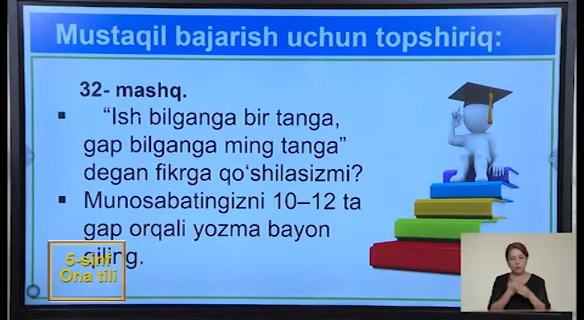 Mustaqil bajarish uchun topshiriq:
32- mashq.
▪ “Ish bilganga bir tanga,
gap bilganga ming tanga”
degan fikrga qo‘shilasizmi?
▪ Munosabatingizni 10–12 ta
gap orqali yozma bayon
qiling.
5-sinf
Ona tili